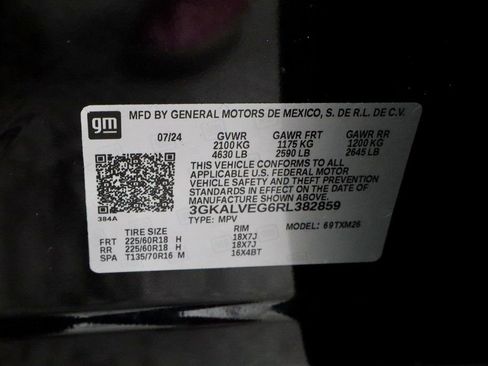 gm
MFD BY GENERAL MOTORS DE MEXICO, S. DE R.L. DE C.V.
07/24 GVWR GAWR FRT GAWR RR
2100 KG 1175 KG 1200 KG
4630 LB 2590 LB 2645 LB
THIS VEHICLE CONFORMS TO ALL
APPLICABLE U.S. FEDERAL MOTOR
VEHICLE SAFETY AND THEFT PREVENTION
STANDARDS IN EFFECT ON THE DATE
OF MANUFACTURE SHOWN ABOVE.
384A
3GKALVEG6RL382859
TYPE: MPV MODEL: 69TXM26
TIRE SIZE RIM
FRT 225/60R18 H 18X7J
RR 225/60R18 H 18X7J
SPA T135/70R16 M 16X4BT